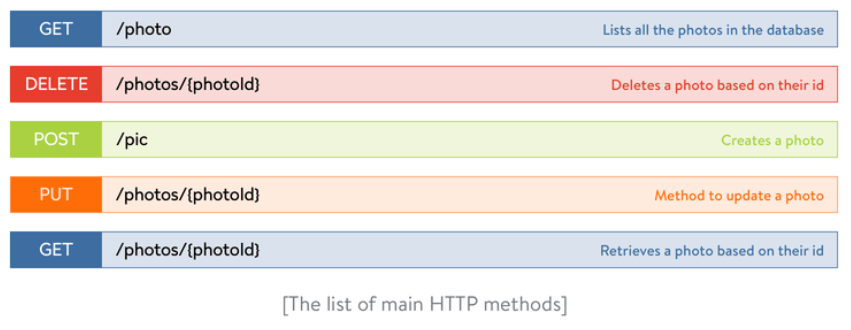 GET /photo Lists all the photos in the database
DELETE /photos/{photoId} Deletes a photo based on their id
POST /pic Creates a photo
PUT /photos/{photoId} Method to update a photo
GET /photos/{photoId} Retrieves a photo based on their id
[The list of main HTTP methods]